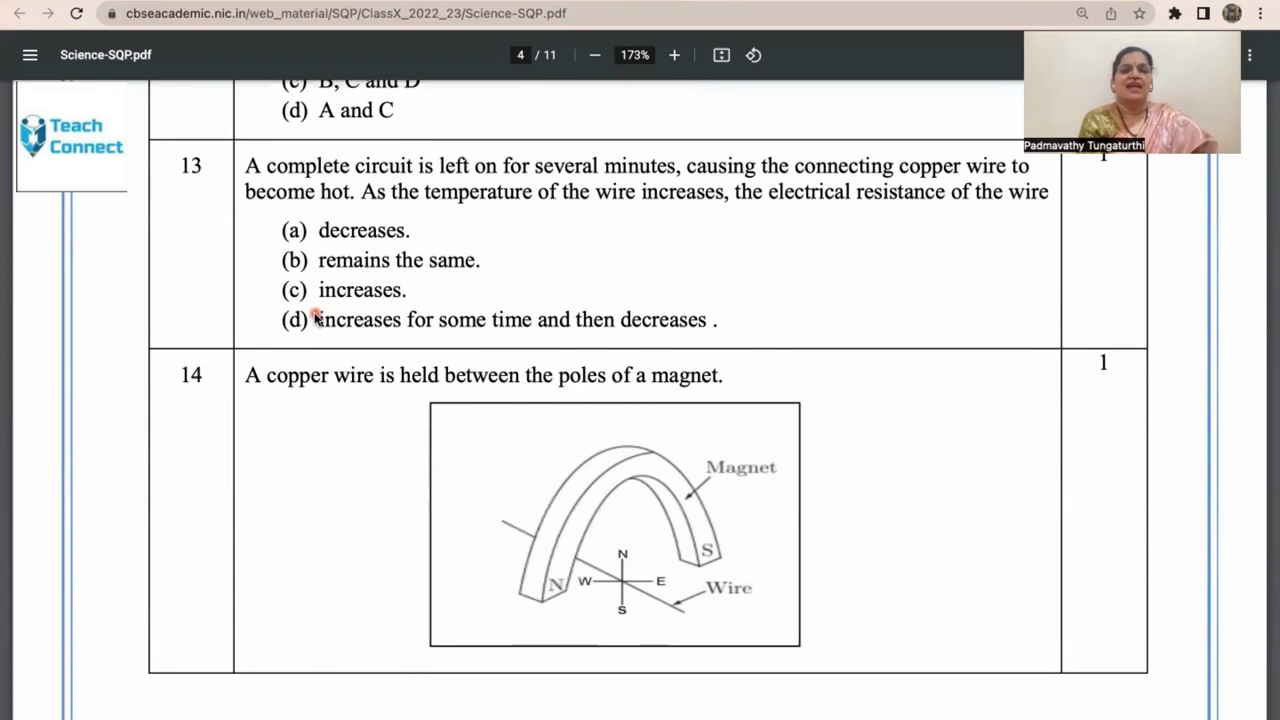 cbseacademic.nic.in/web_material/SQP/ClassX_2022_23/Science-SQP.pdf
Science-SQP.pdf
4 / 11
173%
Padmavathy Tungaturthi
Teach
Connect
(c) B, C and D
(d) A and C
13
A complete circuit is left on for several minutes, causing the connecting copper wire to
1
become hot. As the temperature of the wire increases, the electrical resistance of the wire
(a) decreases.
(b) remains the same.
(c) increases.
(d) increases for some time and then decreases .
14
A copper wire is held between the poles of a magnet.
1
Magnet
S
N
N
W
E
Wire
S